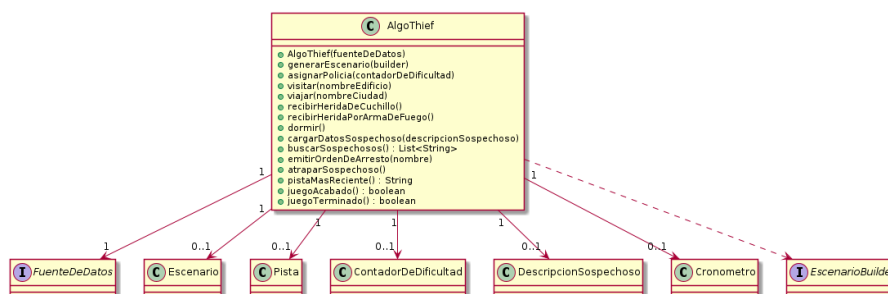 C AlgoThief
AlgoThief(fuenteDeDatos)
generarEscenario(builder)
asignarPolicia(contadorDeDificultad)
visitar(nombreEdificio)
viajar(nombreCiudad)
recibirHeridaDeCuchillo()
recibirHeridaPorArmaDeFuego()
dormir()
cargarDatosSospechoso(descripcionSospechoso)
buscarSospechosos() : List<String>
emitirOrdenDeArresto(nombre)
atraparSospechoso()
pistaMasReciente() : String
juegoAcabado() : boolean
juegoTerminado() : boolean
1 1 1 1 1 1
1 0..1 0..1 0..1 0..1 0..1
I FuenteDeDatos C Escenario C Pista C ContadorDeDificultad C DescripcionSospechoso C Cronometro I EscenarioBuilde